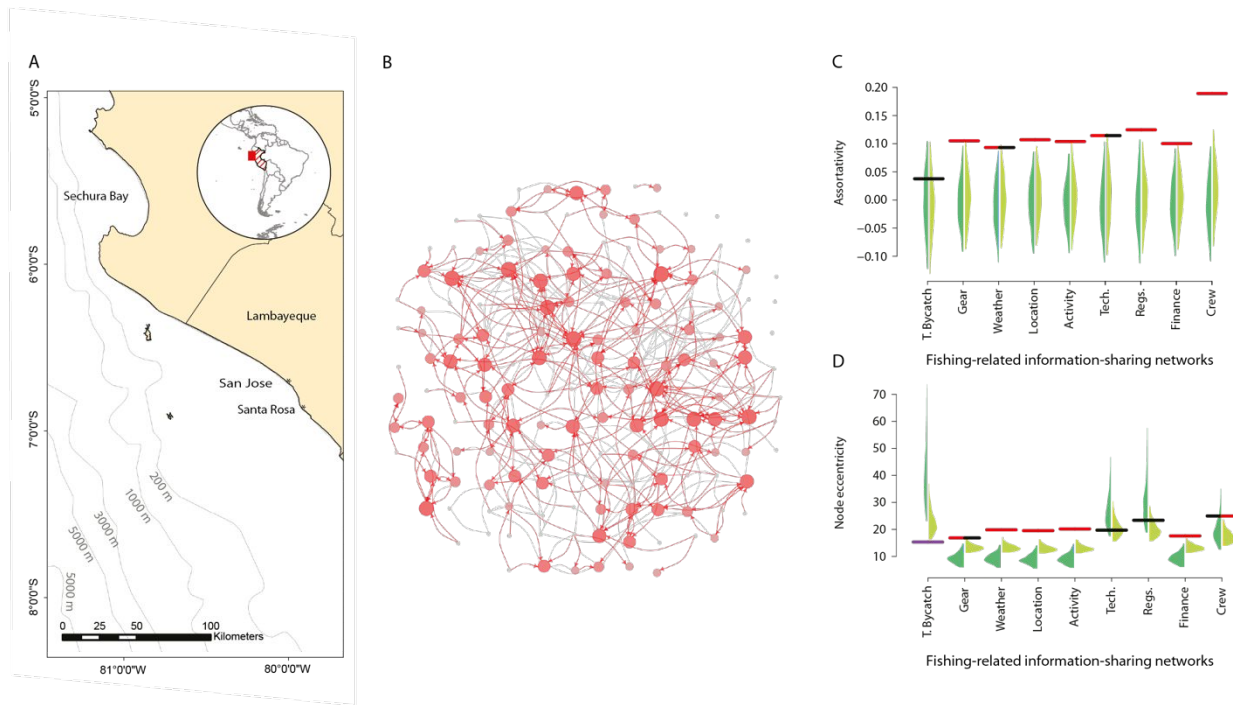 A
5°0'0"S
6°0'0"S
7°0'0"S
8°0'0"S
Sechura Bay
Lambayeque
San Jose
Santa Rosa
200 m
1000 m
3000 m
5000 m
5000 m
0 25 50 100
Kilometers
81°0'0"W 80°0'0"W
B
C
Assortativity
0.20
0.15
0.10
0.05
0.00
−0.05
−0.10
T. Bycatch
Gear
Weather
Location
Activity
Tech.
Regs.
Finance
Crew
Fishing-related information-sharing networks
D
Node eccentricity
70
60
50
40
30
20
10
T. Bycatch
Gear
Weather
Location
Activity
Tech.
Regs.
Finance
Crew
Fishing-related information-sharing networks